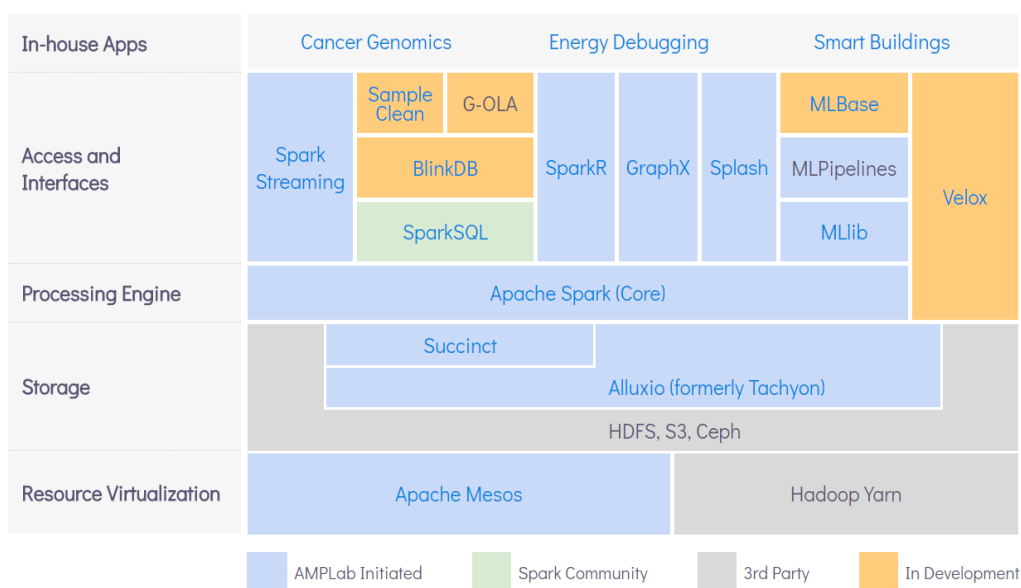 In-house Apps
Cancer Genomics
Energy Debugging
Smart Buildings
Access and
Interfaces
Spark
Streaming
Sample
Clean
G-OLA
BlinkDB
SparkSQL
SparkR
GraphX
Splash
MLBase
MLPipelines
MLlib
Velox
Processing Engine
Apache Spark (Core)
Storage
Succinct
Alluxio (formerly Tachyon)
HDFS, S3, Ceph
Resource Virtualization
Apache Mesos
Hadoop Yarn
AMPLab Initiated
Spark Community
3rd Party
In Development